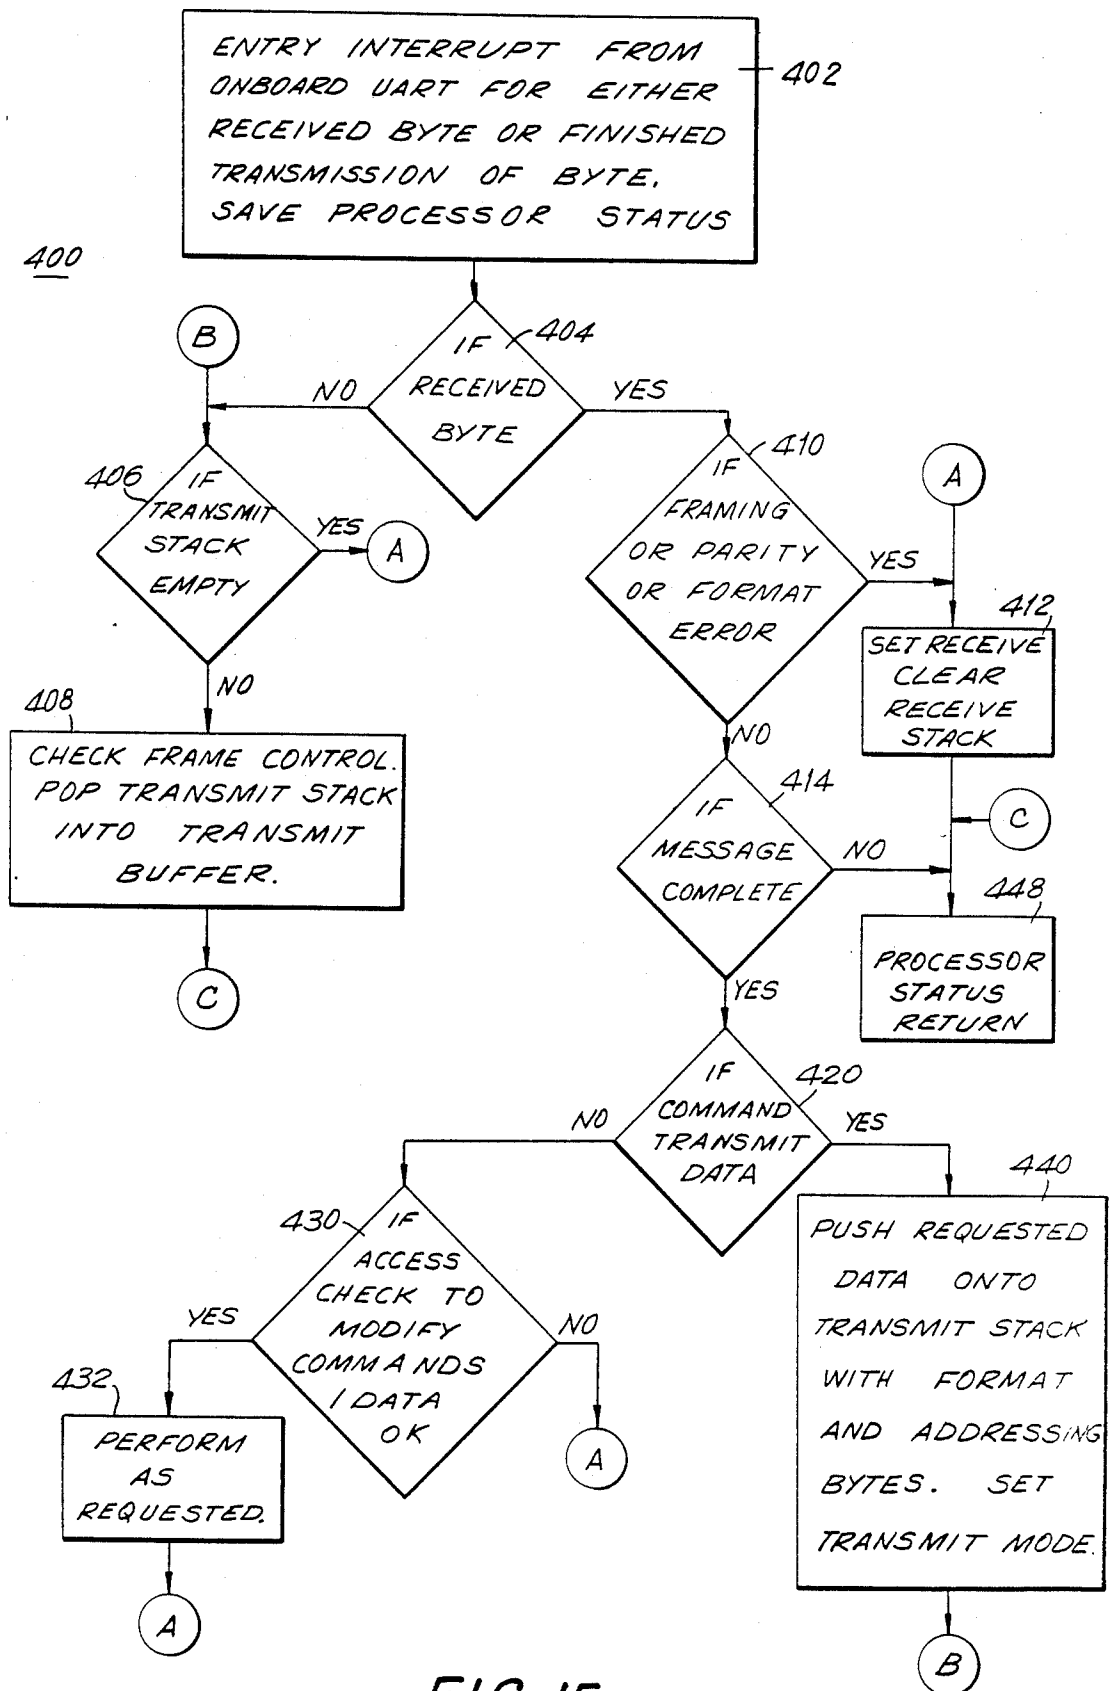 ENTRY INTERRUPT FROM
ONBOARD UART FOR EITHER
RECEIVED BYTE OR FINISHED
TRANSMISSION OF BYTE.
SAVE PROCESSOR STATUS
402
400
B
IF
RECEIVED
BYTE
404
NO
YES
406
IF
TRANSMIT
STACK
EMPTY
YES
A
NO
410
IF
FRAMING
OR PARITY
OR FORMAT
ERROR
YES
A
412
SET RECEIVE
CLEAR
RECEIVE
STACK
408
CHECK FRAME CONTROL.
POP TRANSMIT STACK
INTO TRANSMIT
BUFFER.
C
NO
414
IF
MESSAGE
COMPLETE
NO
C
448
PROCESSOR
STATUS
RETURN
YES
420
IF
COMMAND
TRANSMIT
DATA
NO
YES
430
IF
ACCESS
CHECK TO
MODIFY
COMMANDS
/ DATA
OK
YES
NO
A
432
PERFORM
AS
REQUESTED.
A
440
PUSH REQUESTED
DATA ONTO
TRANSMIT STACK
WITH FORMAT
AND ADDRESSING
BYTES. SET
TRANSMIT MODE.
B